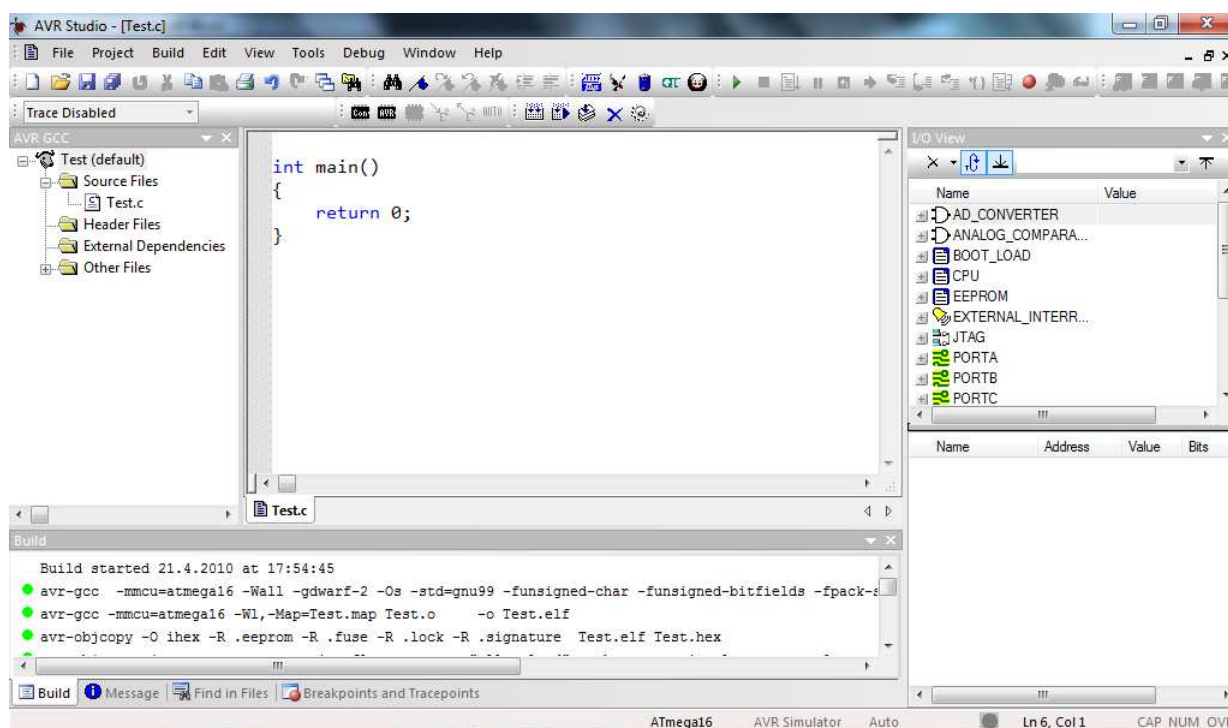 AVR Studio - [Test.c]
File Project Build Edit View Tools Debug Window Help
Trace Disabled
Con AVR AUTO
AVR GCC
Test (default)
Source Files
Test.c
Header Files
External Dependencies
Other Files
int main()
{
return 0;
}
Test.c
I/O View
Name Value
AD_CONVERTER
ANALOG_COMPARA...
BOOT_LOAD
CPU
EEPROM
EXTERNAL_INTERR...
JTAG
PORTA
PORTB
PORTC
Name Address Value Bits
Build
Build started 21.4.2010 at 17:54:45
avr-gcc -mmcu=atmega16 -Wall -gdwarf-2 -Os -std=gnu99 -funsigned-char -funsigned-bitfields -fpack-s
avr-gcc -mmcu=atmega16 -Wl,-Map=Test.map Test.o -o Test.elf
avr-objcopy -O ihex -R .eeprom -R .fuse -R .lock -R .signature Test.elf Test.hex
Build Message Find in Files Breakpoints and Tracepoints
ATmega16 AVR Simulator Auto Ln 6, Col 1 CAP NUM OV